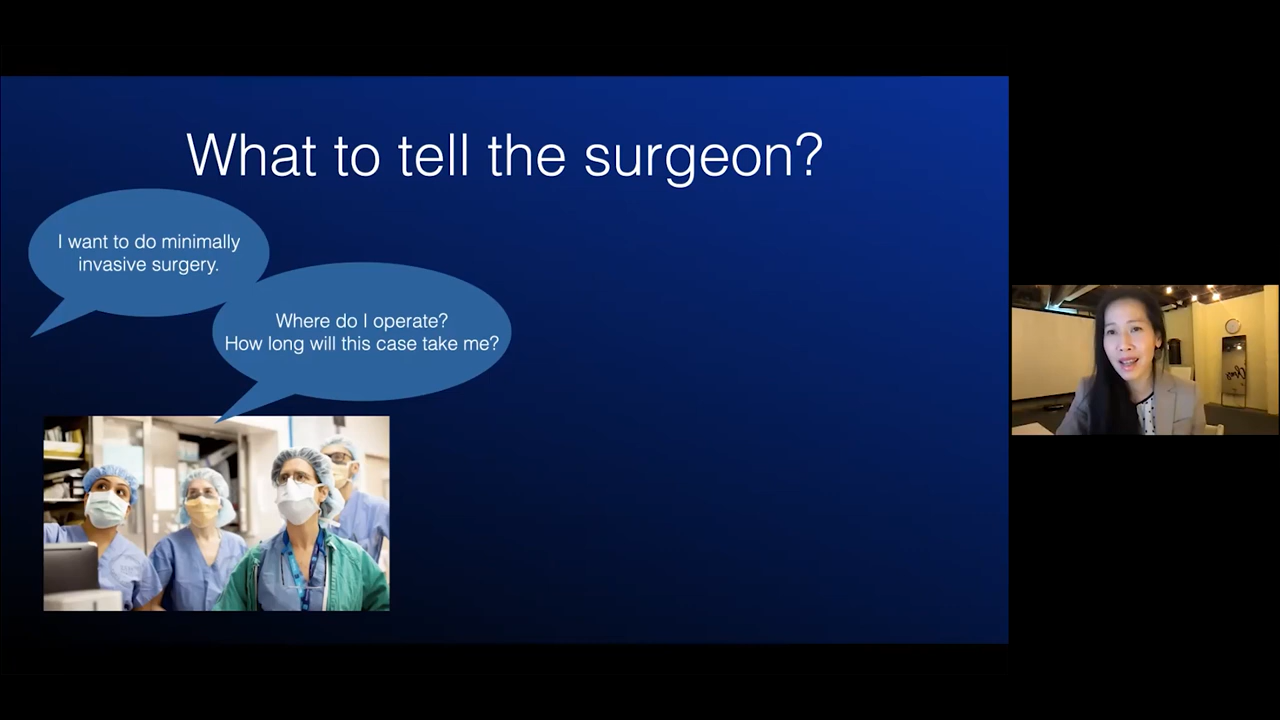 What to tell the surgeon?
I want to do minimally
invasive surgery.
Where do I operate?
How long will this case take me?